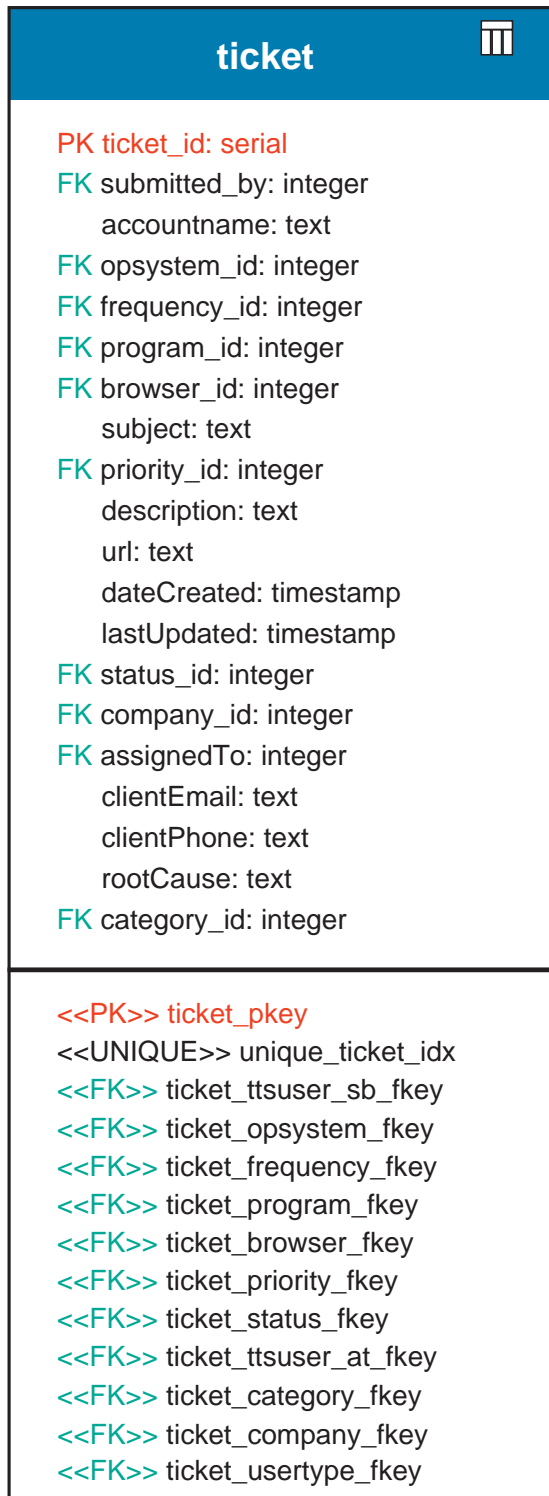 ticket
PK ticket_id: serial
FK submitted_by: integer
accountname: text
FK opsystem_id: integer
FK frequency_id: integer
FK program_id: integer
FK browser_id: integer
subject: text
FK priority_id: integer
description: text
url: text
dateCreated: timestamp
lastUpdated: timestamp
FK status_id: integer
FK company_id: integer
FK assignedTo: integer
clientEmail: text
clientPhone: text
rootCause: text
FK category_id: integer
<<PK>> ticket_pkey
<<UNIQUE>> unique_ticket_idx
<<FK>> ticket_ttsuser_sb_fkey
<<FK>> ticket_opsystem_fkey
<<FK>> ticket_frequency_fkey
<<FK>> ticket_program_fkey
<<FK>> ticket_browser_fkey
<<FK>> ticket_priority_fkey
<<FK>> ticket_status_fkey
<<FK>> ticket_ttsuser_at_fkey
<<FK>> ticket_category_fkey
<<FK>> ticket_company_fkey
<<FK>> ticket_usertype_fkey